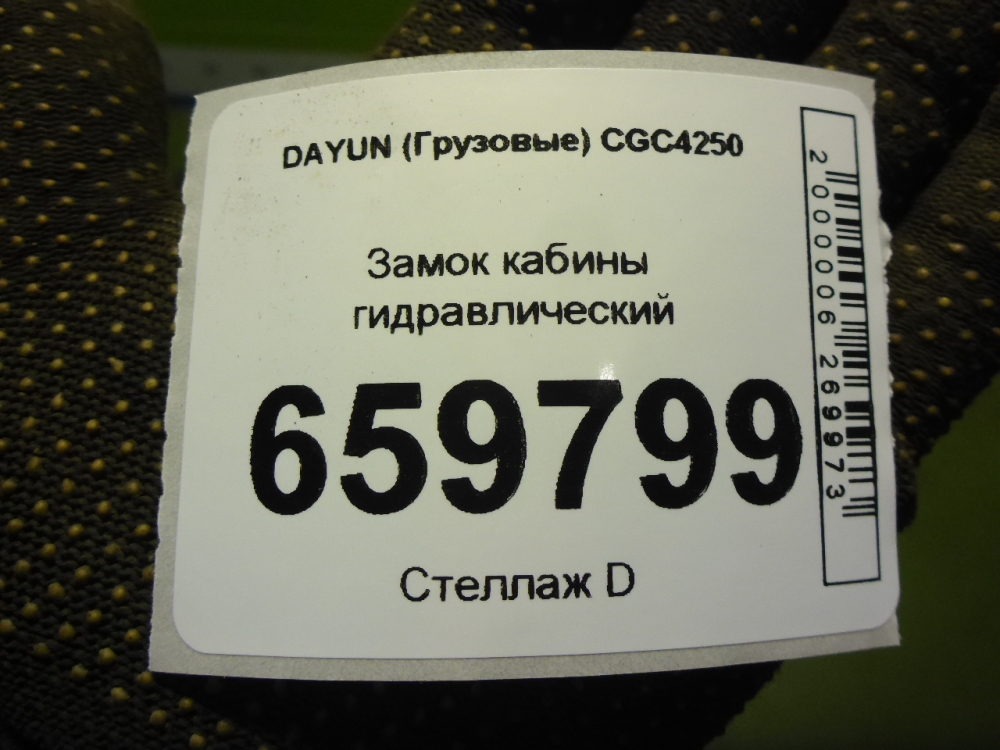 DAYUN (Грузовые) CGC4250
Замок кабины
гидравлический
659799
Стеллаж D
2000006269973